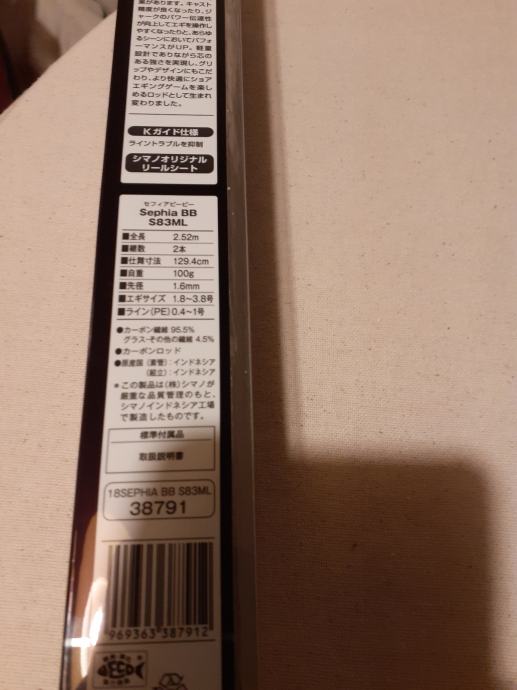 果があります。キャスト
精度が良くなったり、ジ
ャークのパワー伝達性
が向上してエギを操作し
やすくなったりと、あらゆ
るシーンにおいてパフォ
ーマンスがUP。軽量
設計でありながら芯の
ある強さを実現し、グリ
ップやデザインにもこだ
わり、より快適にショア
エギングゲームを楽し
めるロッドとして生まれ
変わりました。
Kガイド仕様
ライントラブルを抑制
シマノオリジナル
リールシート
セフィアビービー
Sephia BB
S83ML
■全長 2.52m
■継数 2本
■仕舞寸法 129.4cm
■自重 100g
■先径 1.6mm
■エギサイズ 1.8~3.8号
■ライン(PE) 0.4~1号
●カーボン繊維 95.5%
グラス・その他の繊維 4.5%
●カーボンロッド
●原産国(素管):インドネシア
(組立):インドネシア
*この製品は(株)シマノが
厳重な品質管理のもと、
シマノインドネシア工場
で製造したものです。
標準付属品
取扱説明書
18SEPHIA BB S83ML
38791
969363 387912
ECO